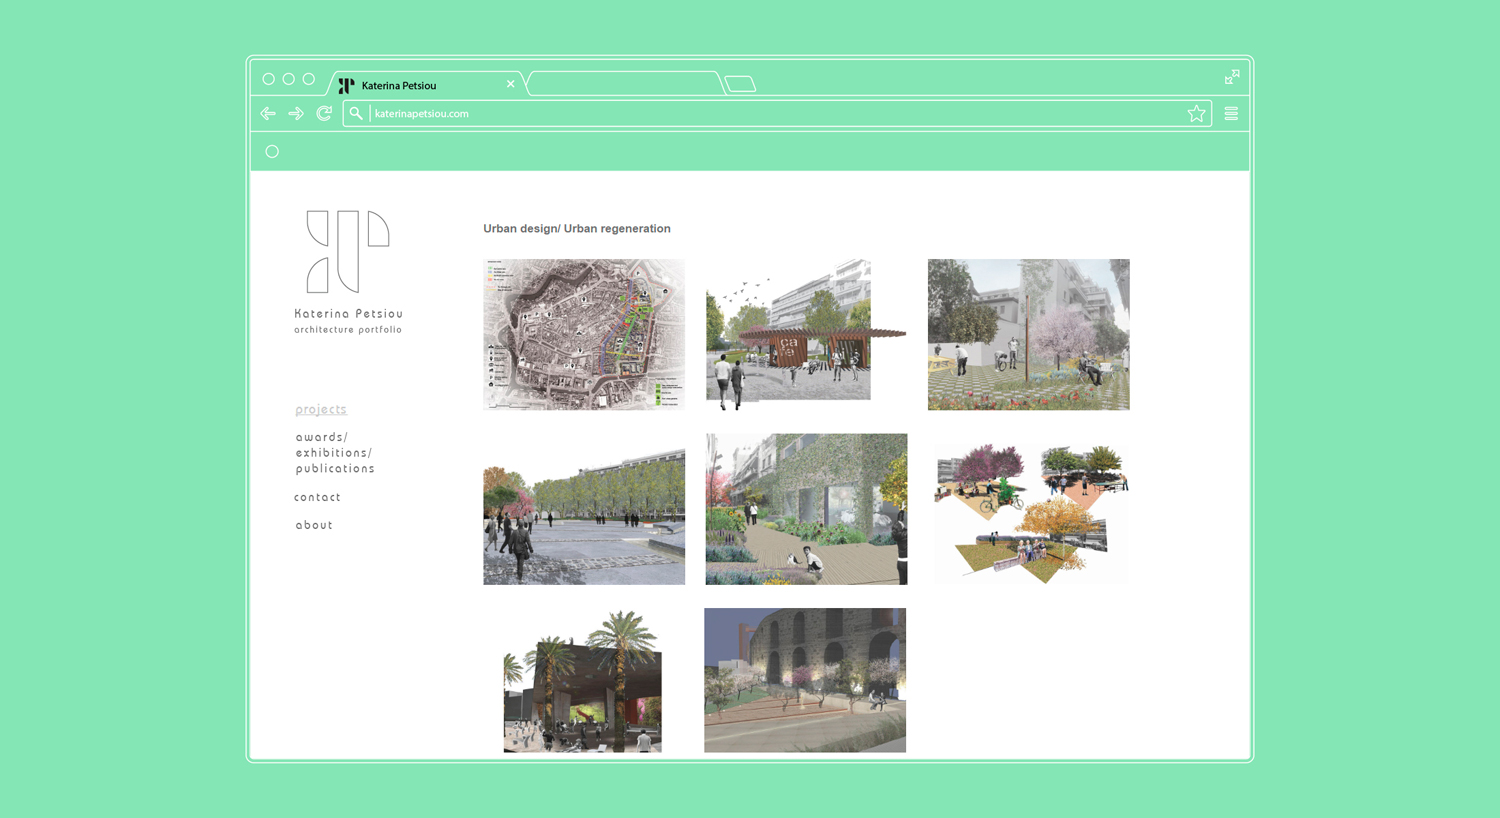 Katerina Petsiou
katerinapetsiou.com
Urban design/ Urban regeneration
Katerina Petsiou
architecture portfolio
projects
awards/
exhibitions/
publications
contact
about